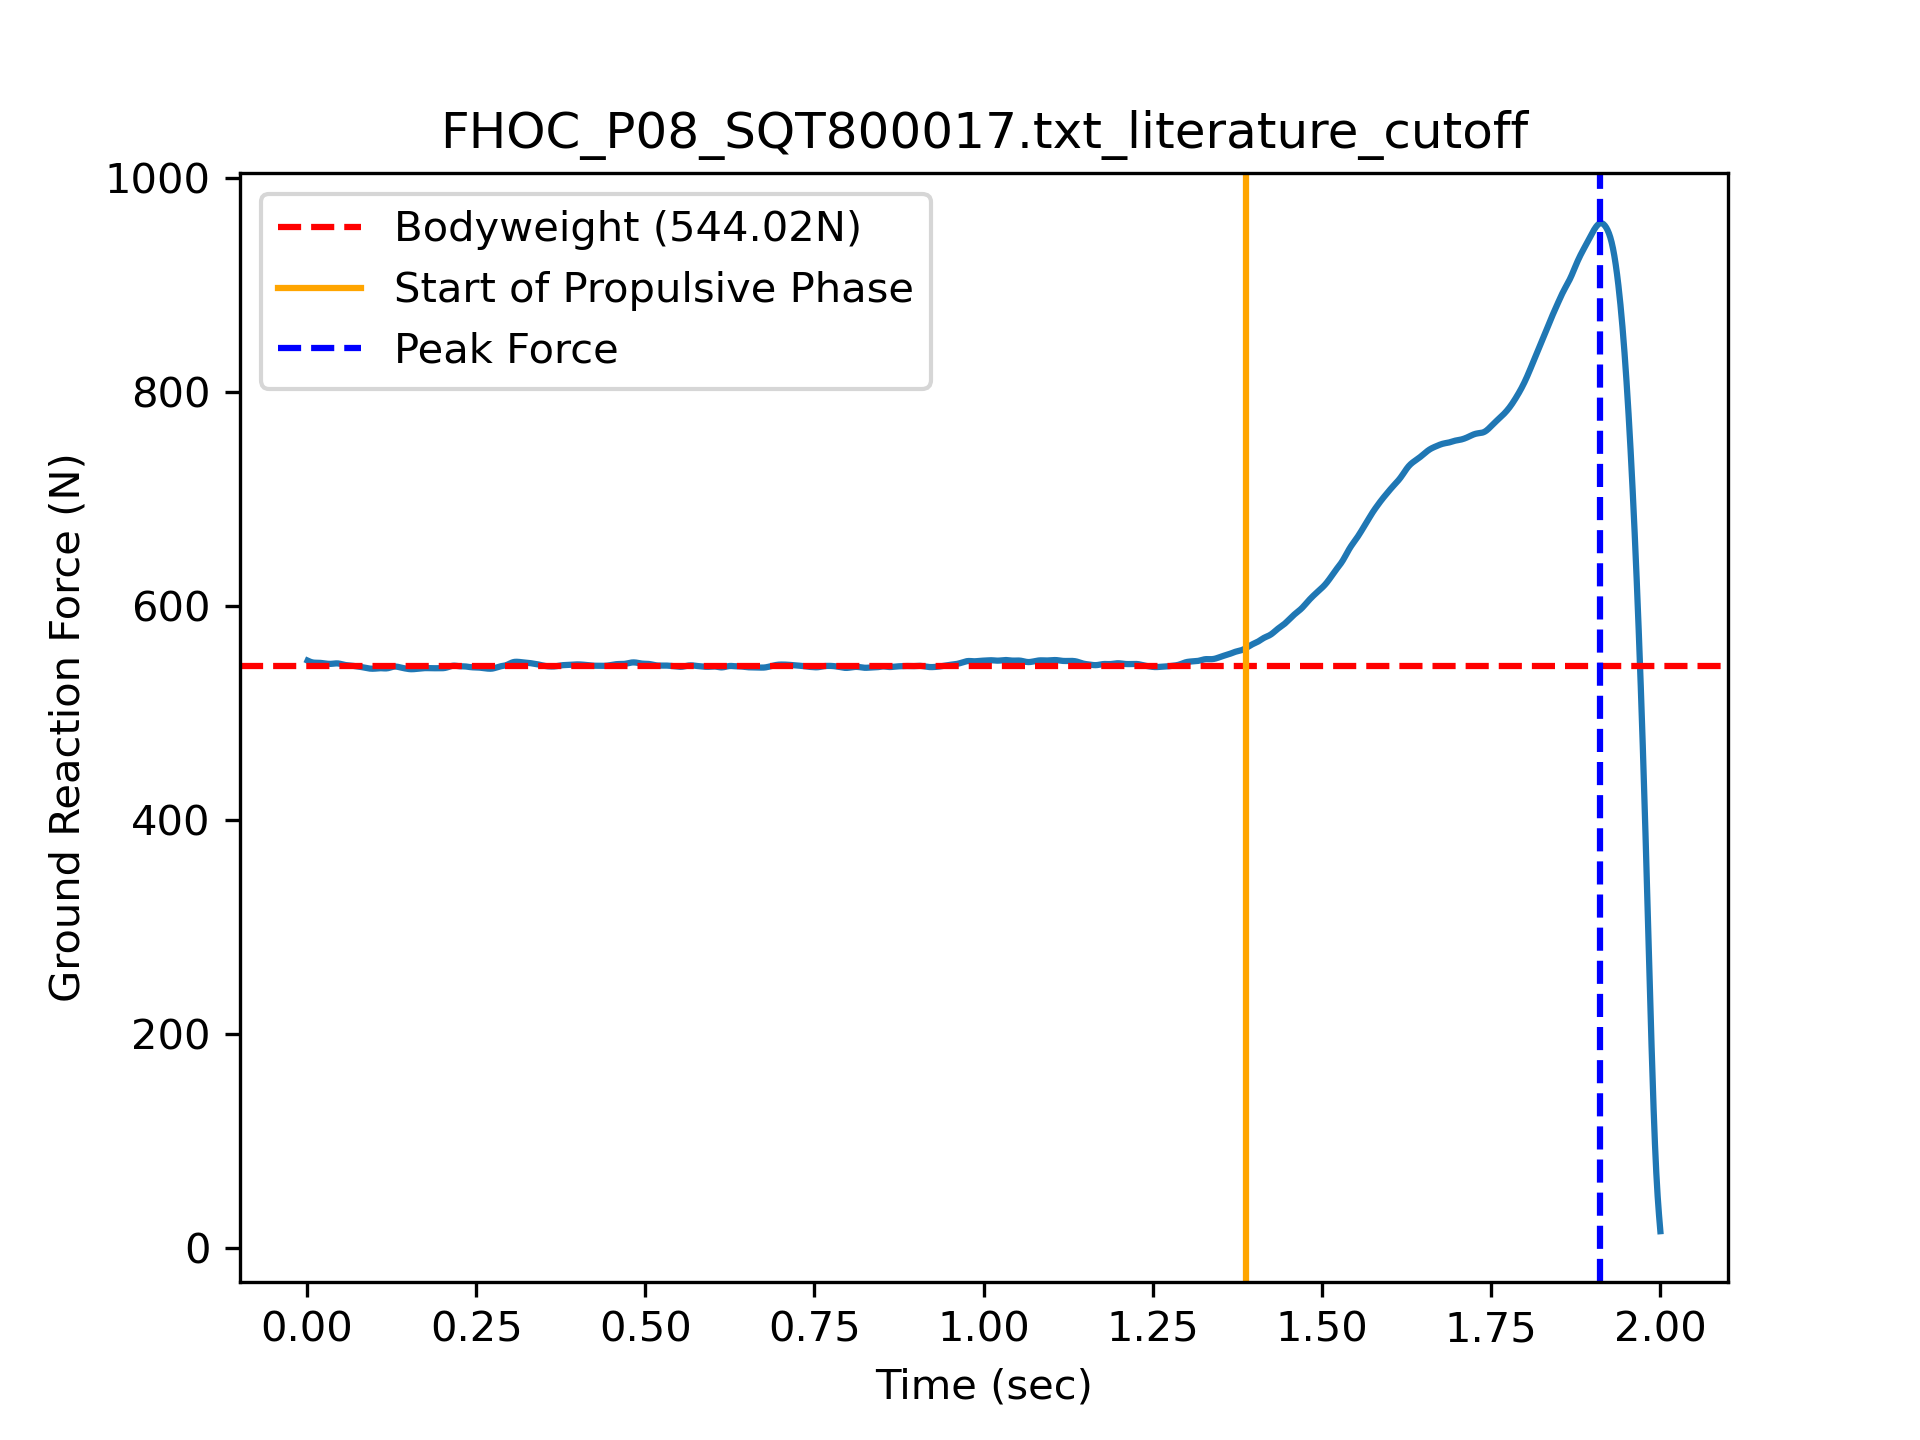 FHOC_P08_SQT800017.txt_literature_cutoff
1000
800
600
400
200
0
Ground Reaction Force (N)
Bodyweight (544.02N)
Start of Propulsive Phase
Peak Force
0.00 0.25 0.50 0.75 1.00 1.25 1.50 1.75 2.00
Time (sec)